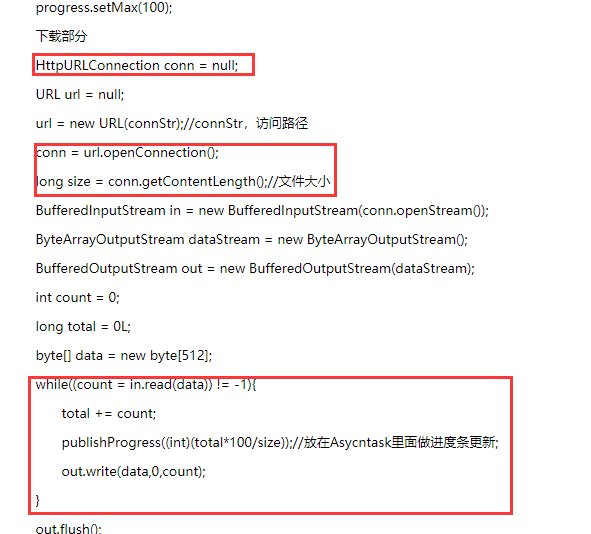 progress.setMax(100);
下载部分
HttpURLConnection conn = null;
URL url = null;
url = new URL(connStr);//connStr，访问路径
conn = url.openConnection();
long size = conn.getContentLength();//文件大小
BufferedInputStream in = new BufferedInputStream(conn.openStream());
ByteArrayOutputStream dataStream = new ByteArrayOutputStream();
BufferedOutputStream out = new BufferedOutputStream(dataStream);
int count = 0;
long total = 0L;
byte[] data = new byte[512];
while((count = in.read(data)) != -1){
total += count;
publishProgress((int)(total*100/size));//放在Asycntask里面做进度条更新;
out.write(data,0,count);
}
out.flush();